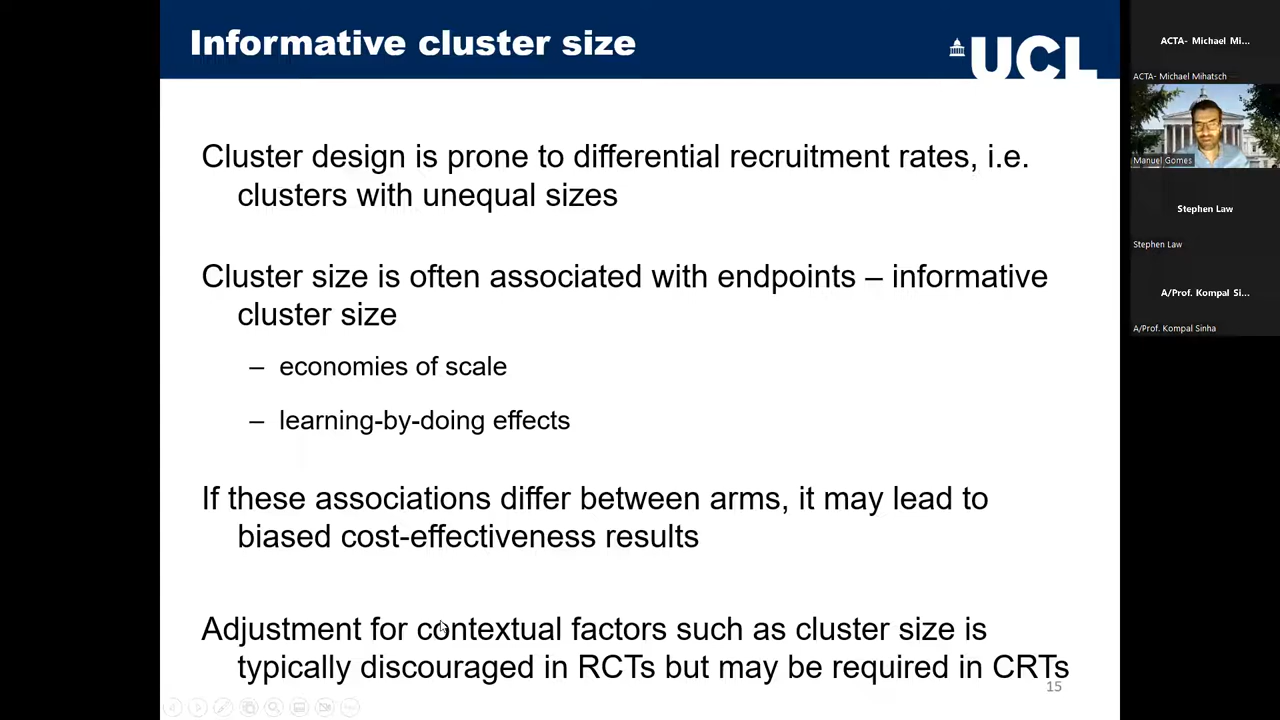 Informative cluster size
UCL
Cluster design is prone to differential recruitment rates, i.e.
clusters with unequal sizes
Cluster size is often associated with endpoints – informative
cluster size
– economies of scale
– learning-by-doing effects
If these associations differ between arms, it may lead to
biased cost-effectiveness results
Adjustment for contextual factors such as cluster size is
typically discouraged in RCTs but may be required in CRTs
15
ACTA- Michael Mi...
ACTA- Michael Mihatsch
Manuel Gomes
Stephen Law
Stephen Law
A/Prof. Kompal Si...
A/Prof. Kompal Sinha